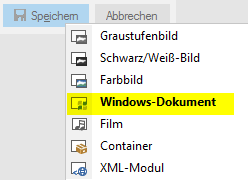 Speichern Abbrechen
Graustufenbild
Schwarz/Weiß-Bild
Farbbild
Windows-Dokument
Film
Container
XML-Modul